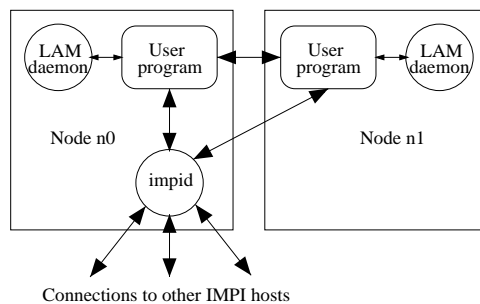 LAM
daemon
User
program
User
program
LAM
daemon
Node n0
Node n1
impid
Connections to other IMPI hosts